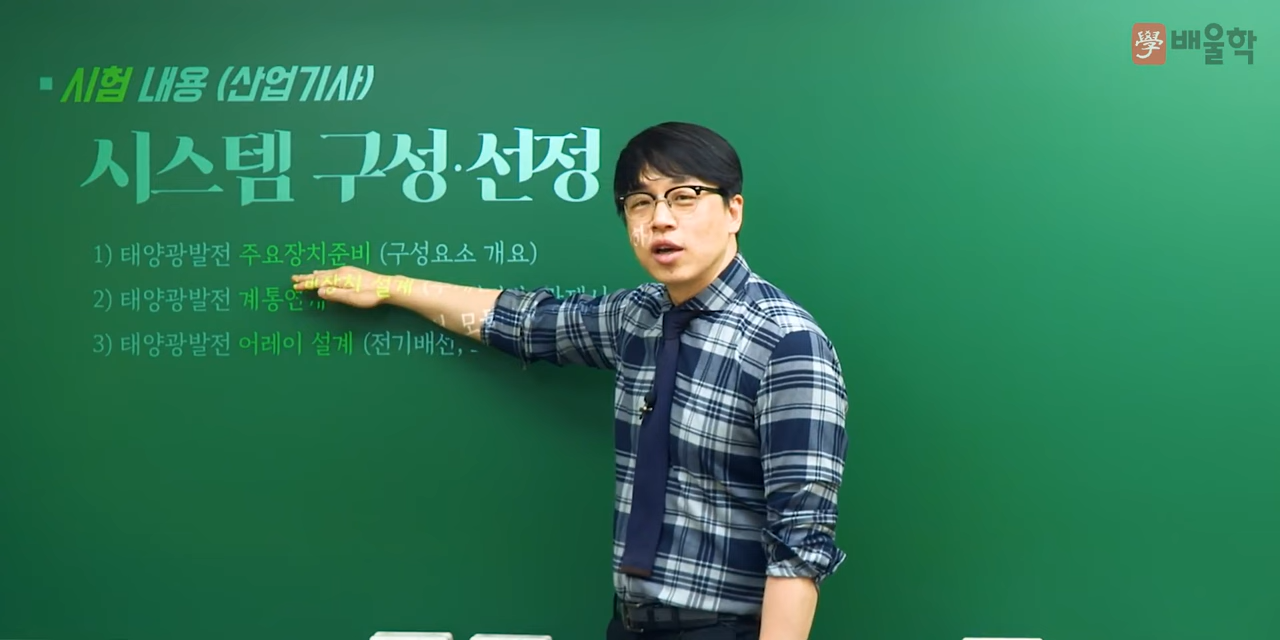 學 배울학
시험 내용 (산업기사)
시스템 구성·선정
1) 태양광발전 주요장치준비 (구성요소 개요)
2) 태양광발전 계통연계 설계
3) 태양광발전 어레이 설계 (전기배선,